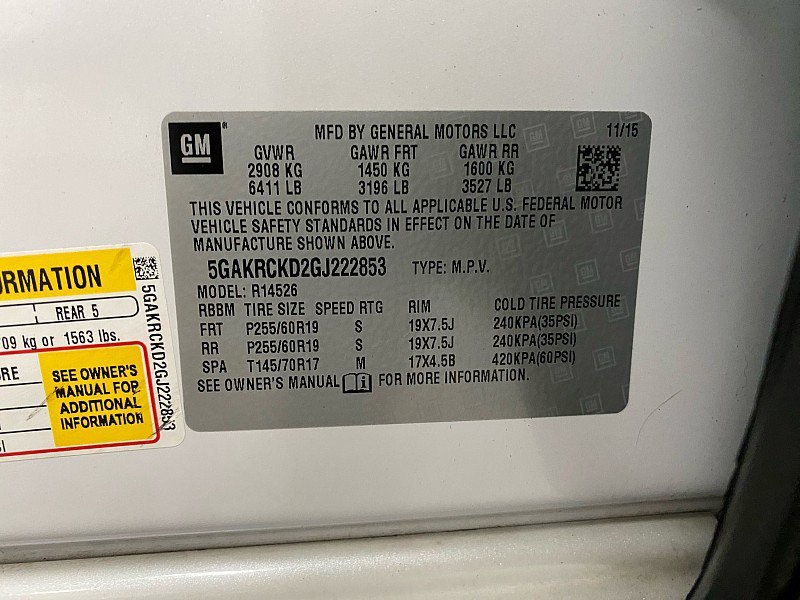 GM
MFD BY GENERAL MOTORS LLC 11/15
GVWR GAWR FRT GAWR RR
2908 KG 1450 KG 1600 KG
6411 LB 3196 LB 3527 LB
THIS VEHICLE CONFORMS TO ALL APPLICABLE U.S. FEDERAL MOTOR
VEHICLE SAFETY STANDARDS IN EFFECT ON THE DATE OF
MANUFACTURE SHOWN ABOVE.
5GAKRCKD2GJ222853 TYPE: M.P.V.
MODEL: R14526
RBBM TIRE SIZE SPEED RTG RIM COLD TIRE PRESSURE
FRT P255/60R19 S 19X7.5J 240KPA(35PSI)
RR P255/60R19 S 19X7.5J 240KPA(35PSI)
SPA T145/70R17 M 17X4.5B 420KPA(60PSI)
SEE OWNER'S MANUAL FOR MORE INFORMATION.
REAR 5
kg or 1563 lbs.
SEE OWNER'S
MANUAL FOR
ADDITIONAL
INFORMATION
5GAKRCKD2GJ222853